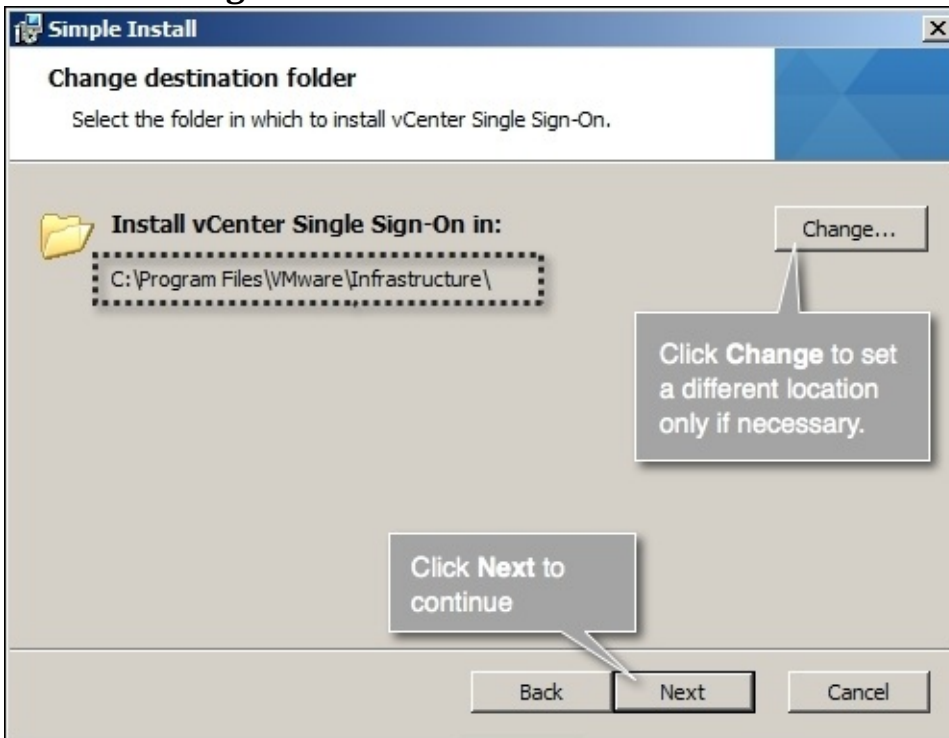 Simple Install
Change destination folder
Select the folder in which to install vCenter Single Sign-On.
Install vCenter Single Sign-On in:
Change...
C:\Program Files\VMware\Infrastructure\
Click Change to set
a different location
only if necessary.
Click Next to
continue
Back
Next
Cancel